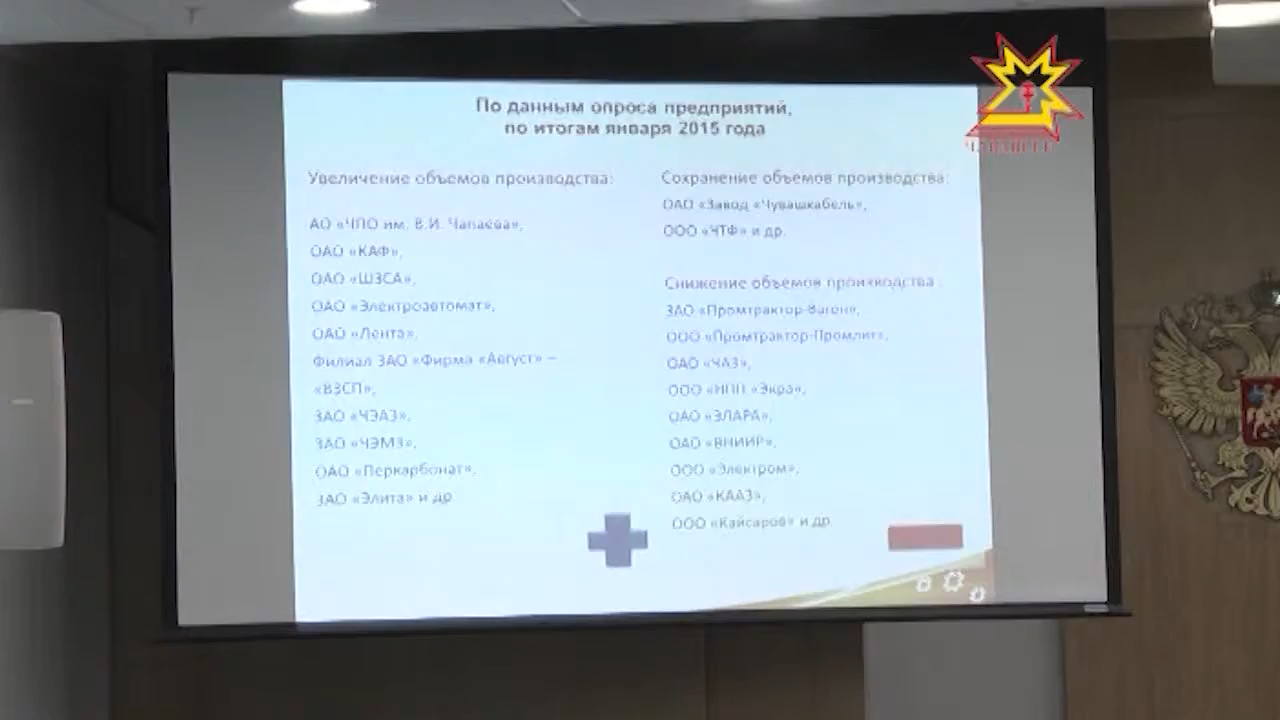 По данным опроса предприятий,
по итогам января 2015 года
Увеличение объемов производства:
АО «ЧПО им. В.И. Чапаева»,
ОАО «КАФ»,
ОАО «ШЗСА»,
ОАО «Электроавтомат»,
ОАО «Лента»,
Филиал ЗАО «Фирма «Август» –
«ВЗСП»,
ЗАО «ЧЭАЗ»,
ЗАО «ЧЭМЗ»,
ОАО «Перкарбонат»,
ЗАО «Элита» и др
Сохранение объемов производства:
ОАО «Завод «Чувашкабель»,
ООО «ЧТФ» и др.
Снижение объемов производства:
ЗАО «Промтрактор-Вагон»,
ООО «Промтрактор-Промлит»,
ОАО «ЧАЗ»,
ООО «НПП «Экра»,
ОАО «ЭЛАРА»,
ОАО «ВНИИР»,
ООО «Электром»,
ОАО «КААЗ»,
ООО «Кайсаров» и др.